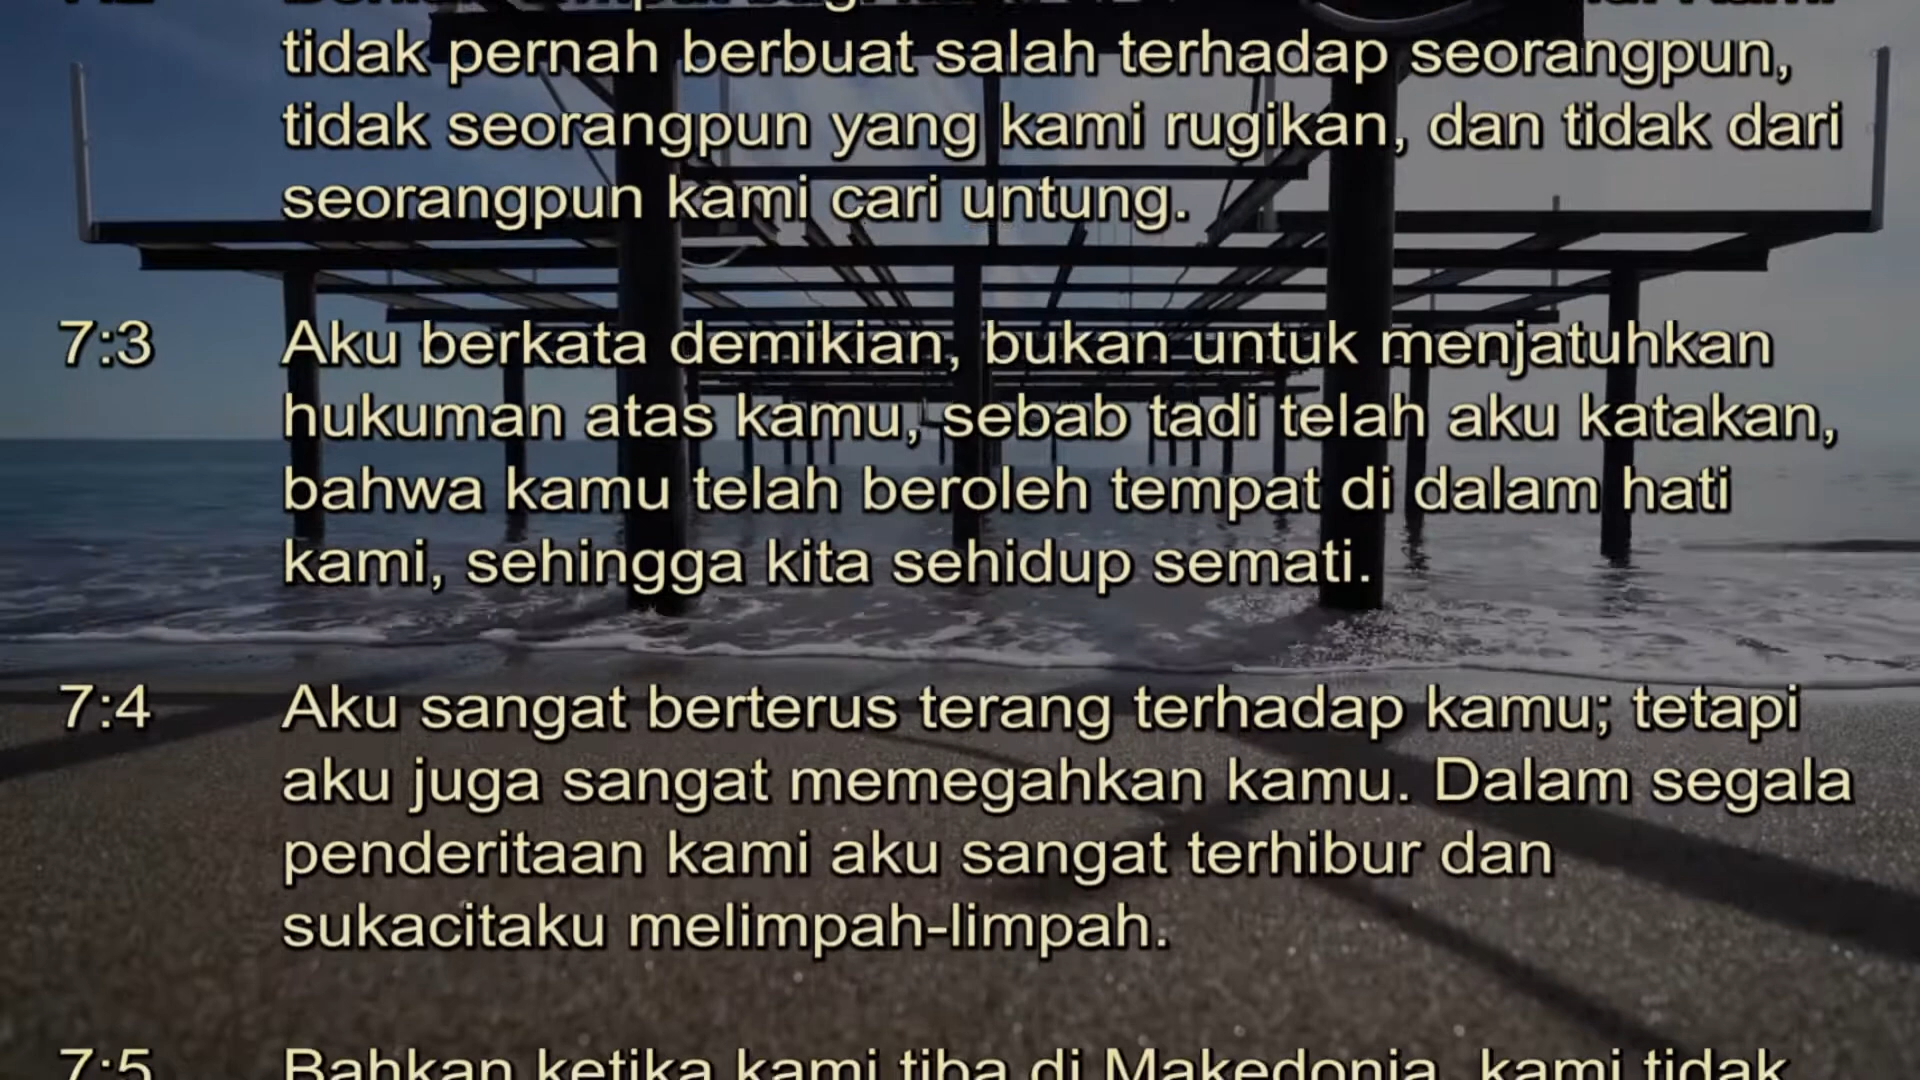 tidak pernah berbuat salah terhadap seorangpun,
tidak seorangpun yang kami rugikan, dan tidak dari
seorangpun kami cari untung.
7:3 Aku berkata demikian, bukan untuk menjatuhkan
hukuman atas kamu, sebab tadi telah aku katakan,
bahwa kamu telah beroleh tempat di dalam hati
kami, sehingga kita sehidup semati.
7:4 Aku sangat berterus terang terhadap kamu; tetapi
aku juga sangat memegahkan kamu. Dalam segala
penderitaan kami aku sangat terhibur dan
sukacitaku melimpah-limpah.
7:5 Bahkan ketika kami tiba di Makedonia, kami tidak